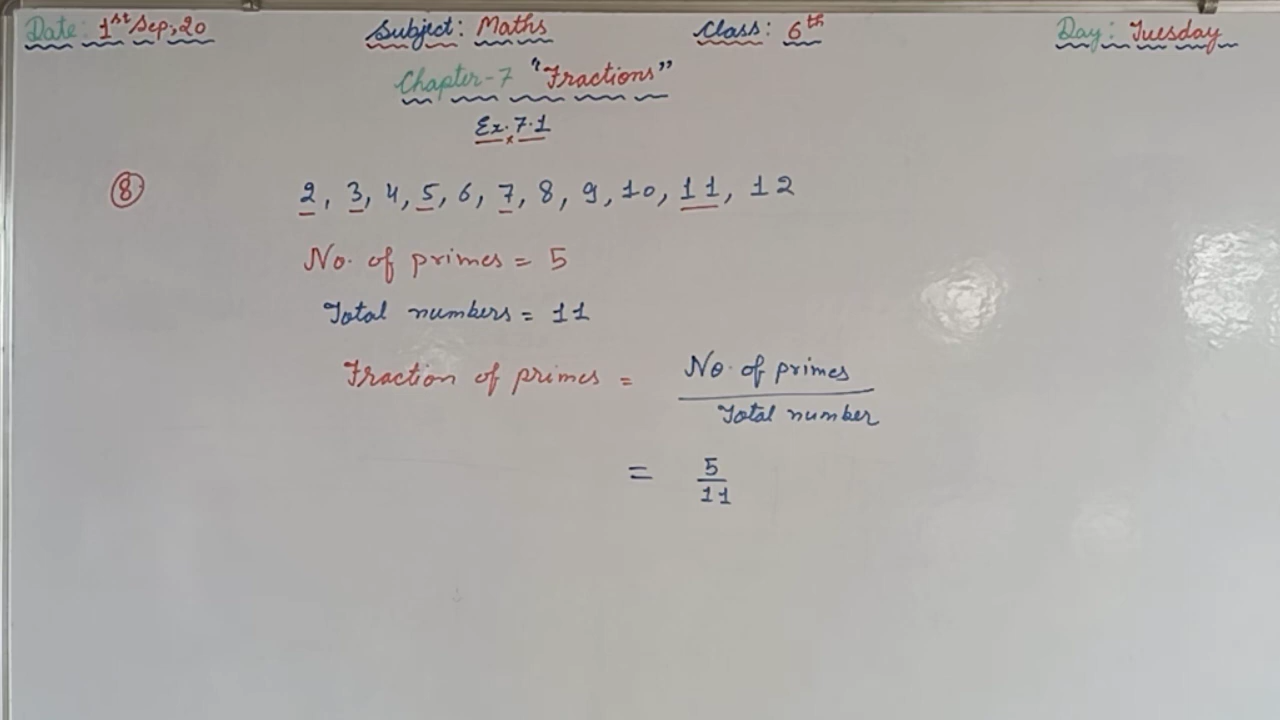 Date: 1st Sep, 20 Subject: Maths Class: 6th Day: Tuesday
Chapter-7 "Fractions"
Ex. 7.1
8 2, 3, 4, 5, 6, 7, 8, 9, 10, 11, 12
No. of primes = 5
Total numbers = 11
Fraction of primes = No. of primes / Total number
= 5/11